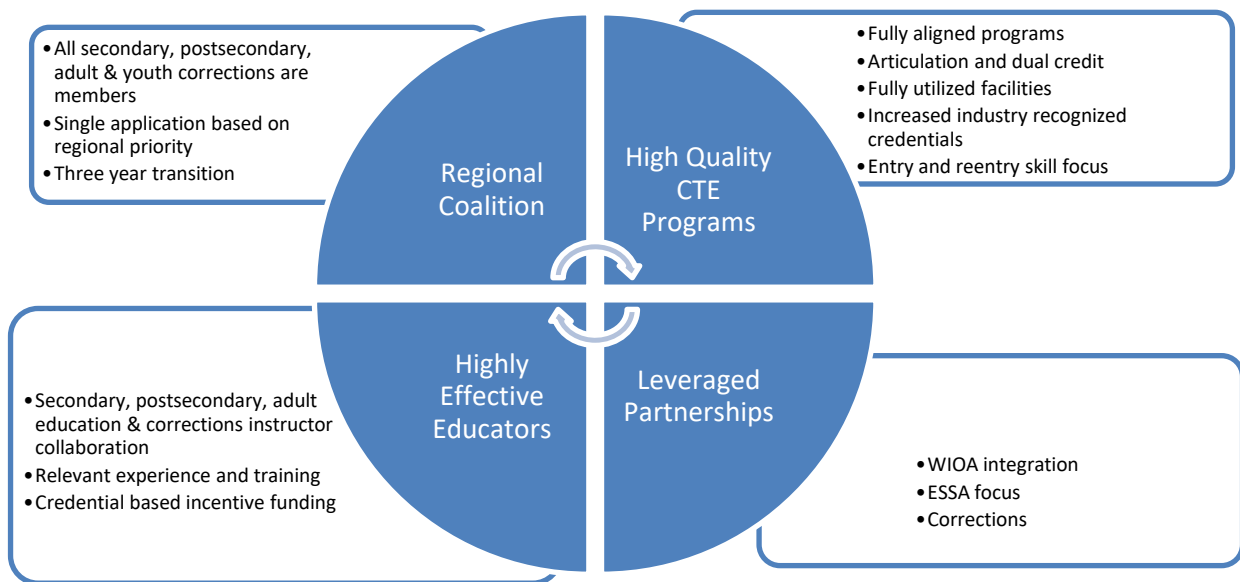 •All secondary, postsecondary,
adult & youth corrections are
members
•Single application based on
regional priority
•Three year transition
Regional
Coalition
•Fully aligned programs
•Articulation and dual credit
•Fully utilized facilities
•Increased industry recognized
credentials
•Entry and reentry skill focus
High Quality
CTE
Programs
•Secondary, postsecondary, adult
education & corrections instructor
collaboration
•Relevant experience and training
•Credential based incentive funding
Highly
Effective
Educators
Leveraged
Partnerships
•WIOA integration
•ESSA focus
•Corrections